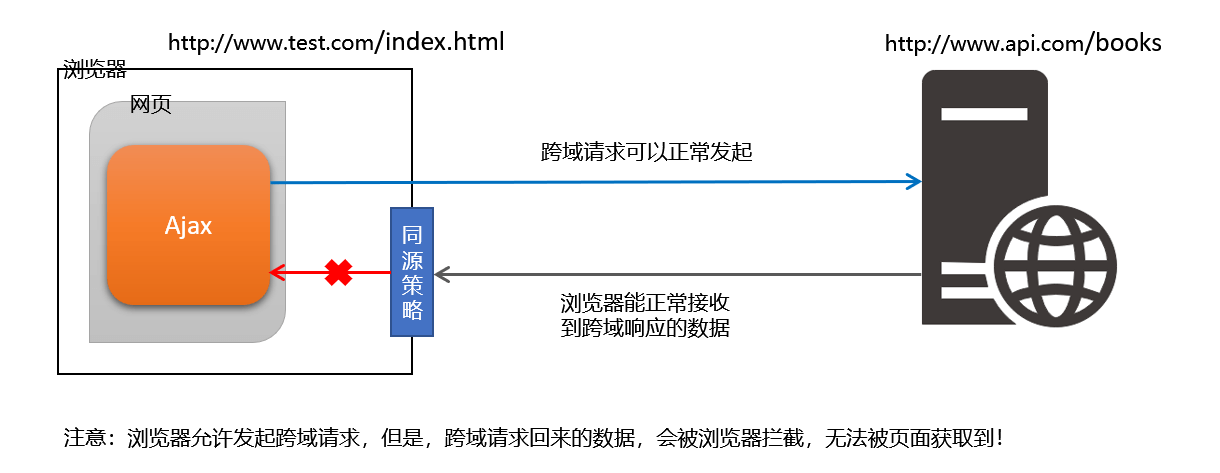 http://www.test.com/index.html
http://www.api.com/books
浏览器
网页
跨域请求可以正常发起
Ajax
同
源
策
略
浏览器能正常接收
到跨域响应的数据
注意：浏览器允许发起跨域请求，但是，跨域请求回来的数据，会被浏览器拦截，无法被页面获取到！